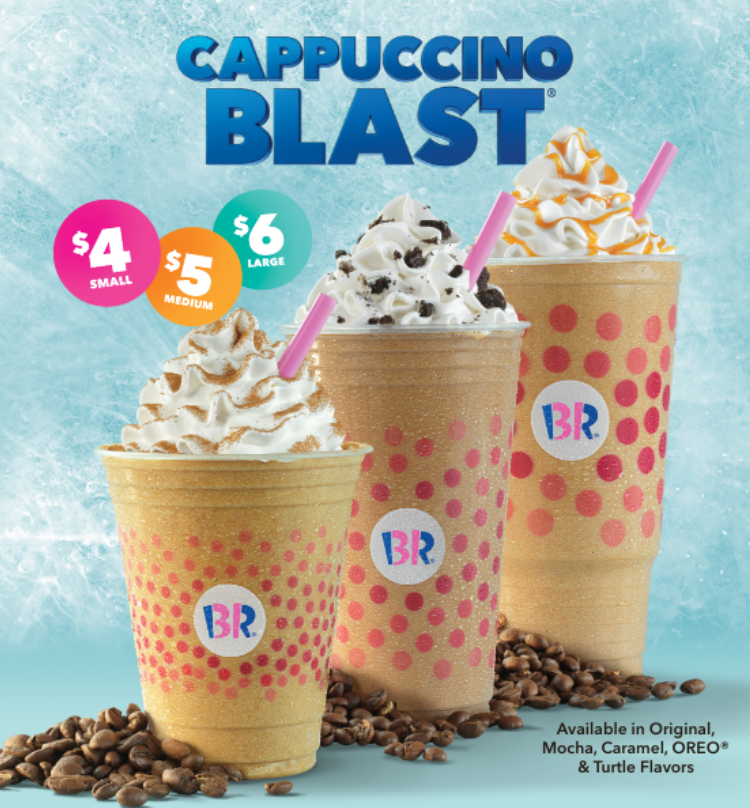 CAPPUCCINO
BLAST®
$4
SMALL
$5
MEDIUM
$6
LARGE
BR®
BR®
BR®
Available in Original,
Mocha, Caramel, OREO®
& Turtle Flavors